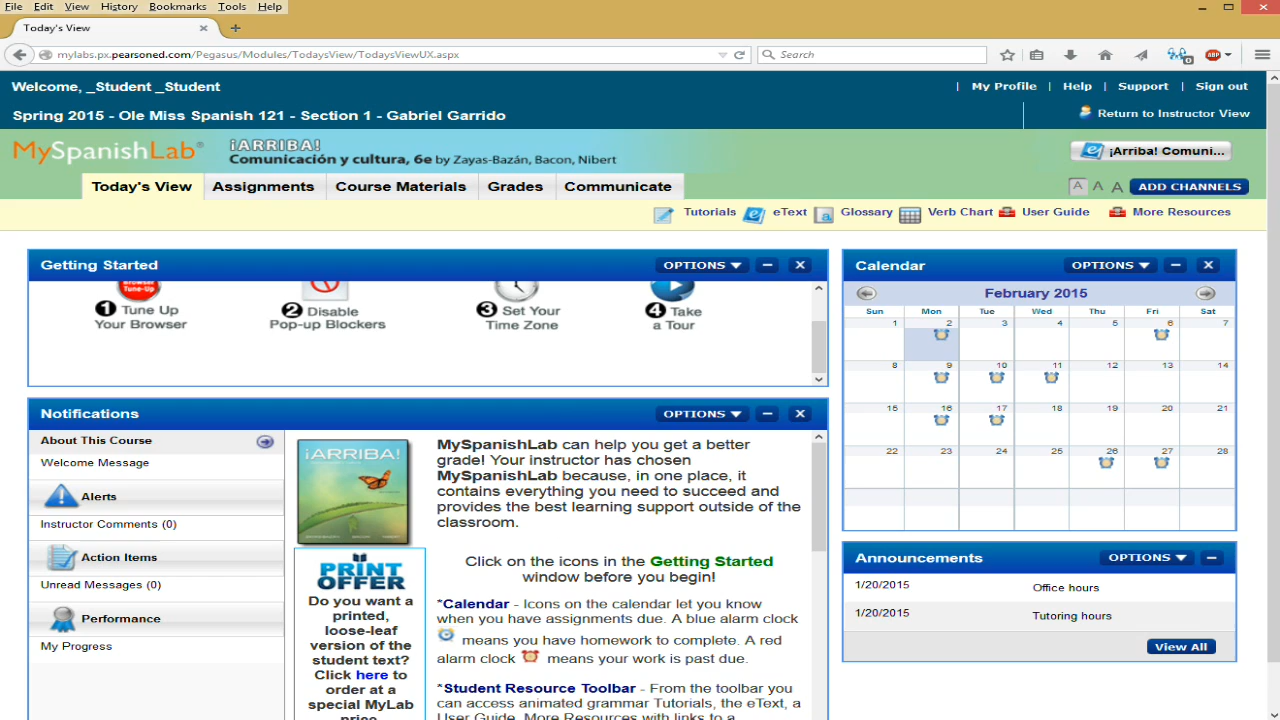 File Edit View History Bookmarks Tools Help
Today's View
mylabs.px.pearsoned.com/Pegasus/Modules/TodaysView/TodaysViewUX.aspx
Search
ABP
Welcome, _Student _Student
| My Profile | Help | Support | Sign out
Spring 2015 - Ole Miss Spanish 121 - Section 1 - Gabriel Garrido
Return to Instructor View
MySpanishLab®
¡ARRIBA!
Comunicación y cultura, 6e by Zayas-Bazán, Bacon, Nibert
¡Arriba! Comuni...
Today's View Assignments Course Materials Grades Communicate
A A A ADD CHANNELS
Tutorials eText Glossary Verb Chart User Guide More Resources
Getting Started OPTIONS
Browser
Tune-Up
1 Tune Up
Your Browser
2 Disable
Pop-up Blockers
3 Set Your
Time Zone
4 Take
a Tour
Notifications OPTIONS
About This Course
Welcome Message
Alerts
Instructor Comments (0)
Action Items
Unread Messages (0)
Performance
My Progress
¡ARRIBA!
PRINT
OFFER
Do you want a
printed,
loose-leaf
version of the
student text?
Click here to
order at a
special MyLab
price.
MySpanishLab can help you get a better
grade! Your instructor has chosen
MySpanishLab because, in one place, it
contains everything you need to succeed and
provides the best learning support outside of the
classroom.
Click on the icons in the Getting Started
window before you begin!
*Calendar - Icons on the calendar let you know
when you have assignments due. A blue alarm clock
means you have homework to complete. A red
alarm clock means your work is past due.
*Student Resource Toolbar - From the toolbar you
can access animated grammar Tutorials, the eText, a
User Guide, More Resources with links to a
Calendar OPTIONS
February 2015
Sun Mon Tue Wed Thu Fri Sat
1 2 3 4 5 6 7
8 9 10 11 12 13 14
15 16 17 18 19 20 21
22 23 24 25 26 27 28
Announcements OPTIONS
1/20/2015 Office hours
1/20/2015 Tutoring hours
View All